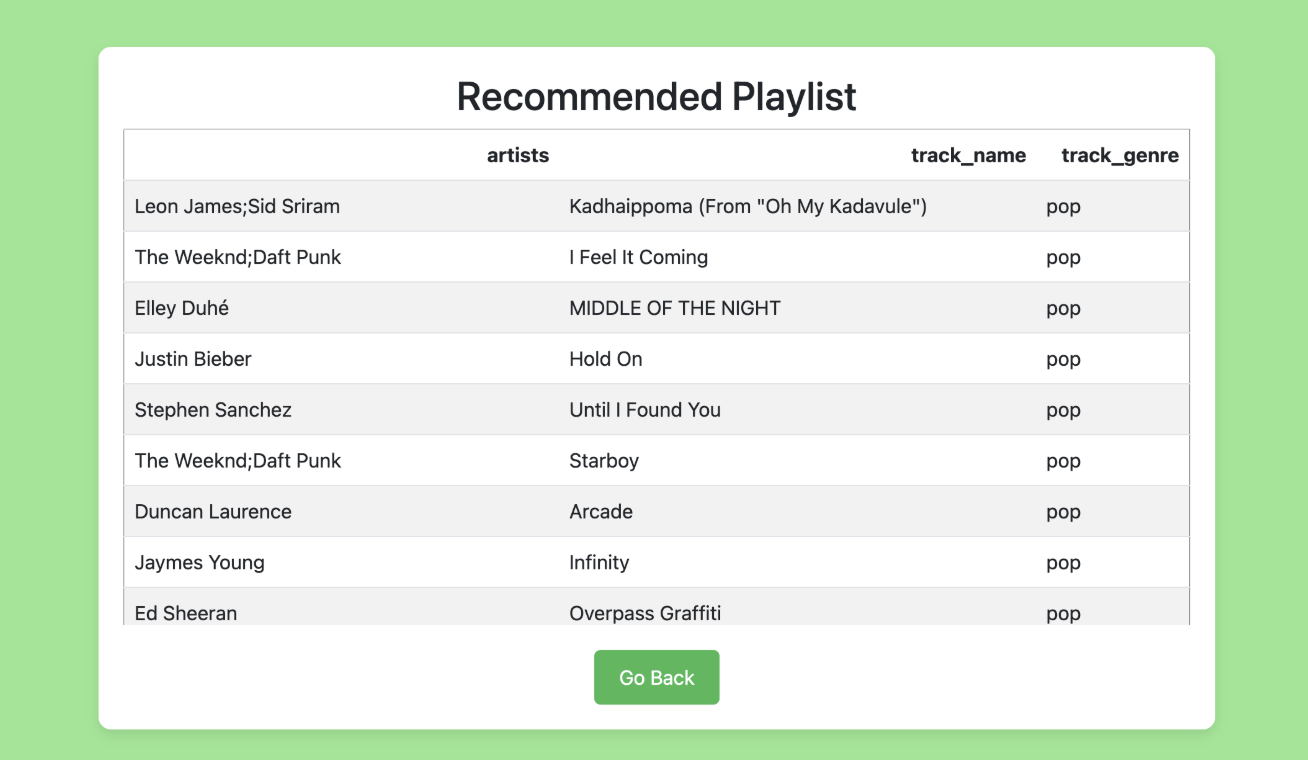 Recommended Playlist
artists track_name track_genre
Leon James;Sid Sriram Kadhaippoma (From "Oh My Kadavule") pop
The Weeknd;Daft Punk I Feel It Coming pop
Elley Duhé MIDDLE OF THE NIGHT pop
Justin Bieber Hold On pop
Stephen Sanchez Until I Found You pop
The Weeknd;Daft Punk Starboy pop
Duncan Laurence Arcade pop
Jaymes Young Infinity pop
Ed Sheeran Overpass Graffiti pop
Go Back